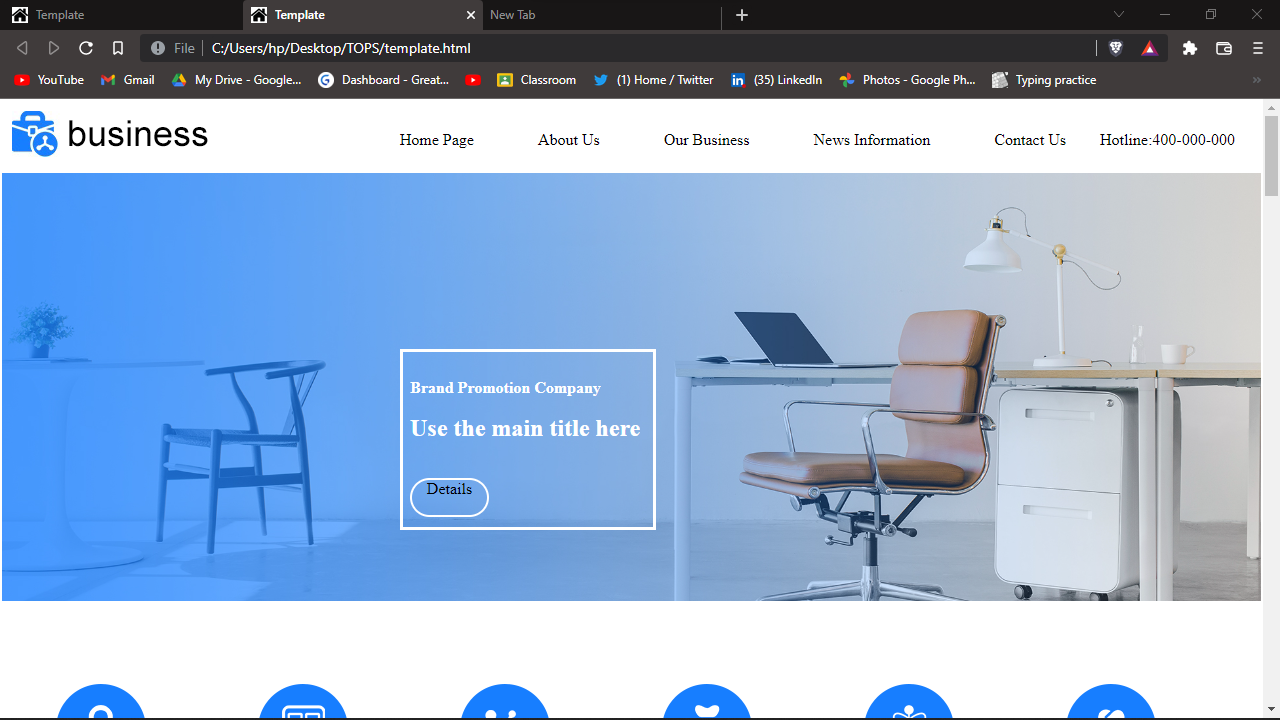 Template
Template
New Tab
File
C:/Users/hp/Desktop/TOPS/template.html
YouTube
Gmail
My Drive - Google...
Dashboard - Great...
Classroom
(1) Home / Twitter
(35) LinkedIn
Photos - Google Ph...
Typing practice
business
Home Page
About Us
Our Business
News Information
Contact Us
Hotline:400-000-000
Brand Promotion Company
Use the main title here
Details